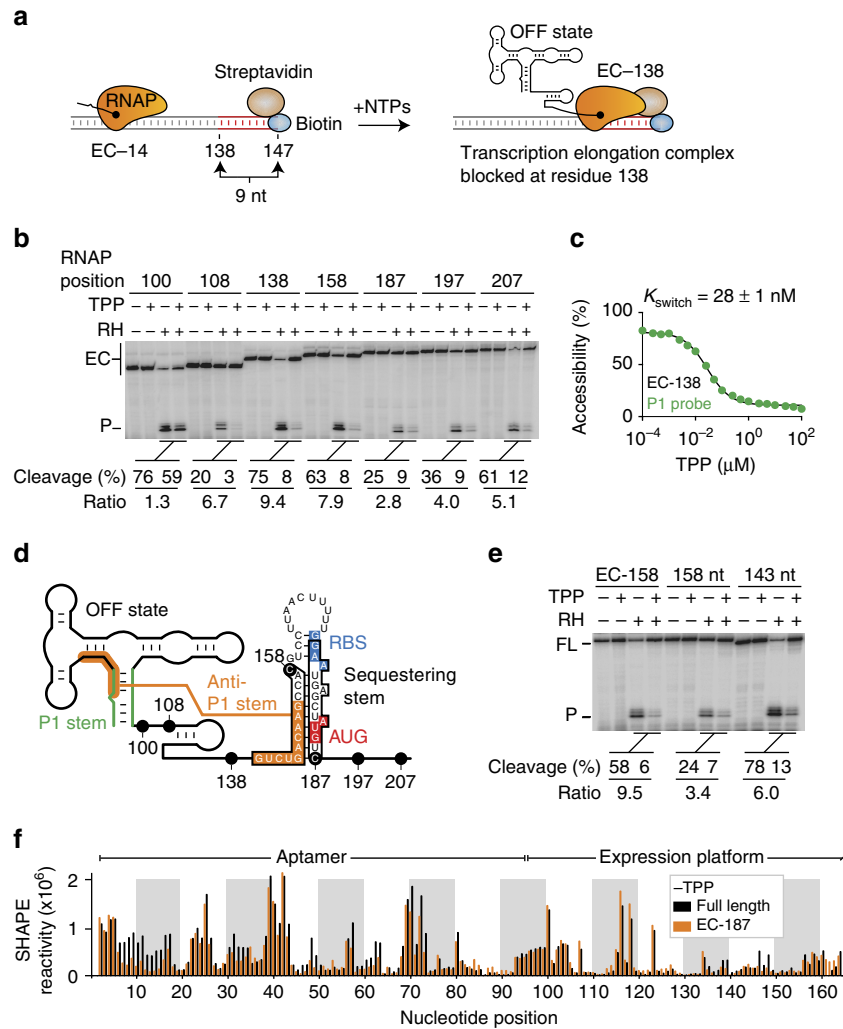 a
OFF state
Streptavidin
EC–138
RNAP
+NTPs
Biotin
EC–14
138
147
9 nt
Transcription elongation complex
blocked at residue 138
b
RNAP
position
100 108 138 158 187 197 207
TPP – + – + – + – + – + – + – + – + – + – + – + – + – + – +
RH – – + + – – + + – – + + – – + + – – + + – – + + – – + +
EC
P
Cleavage (%) 76 59 20 3 75 8 63 8 25 9 36 9 61 12
Ratio 1.3 6.7 9.4 7.9 2.8 4.0 5.1
c
Kswitch = 28 ± 1 nM
Accessibility (%)
100
50
0
EC-138
P1 probe
10⁻⁴ 10⁻² 10⁰ 10²
TPP (μM)
d
OFF state
RBS
158
Sequestering
stem
Anti-
P1 stem
P1 stem
108
100
AUG
GUCUG
138
187
197
207
e
EC-158 158 nt 143 nt
TPP – + – + – + – + – + – +
RH – – + + – – + + – – + +
FL
P
Cleavage (%) 58 6 24 7 78 13
Ratio 9.5 3.4 6.0
f
Aptamer
Expression platform
SHAPE
reactivity (x10⁶)
2
1
0
–TPP
Full length
EC-187
10 20 30 40 50 60 70 80 90 100 110 120 130 140 150 160
Nucleotide position